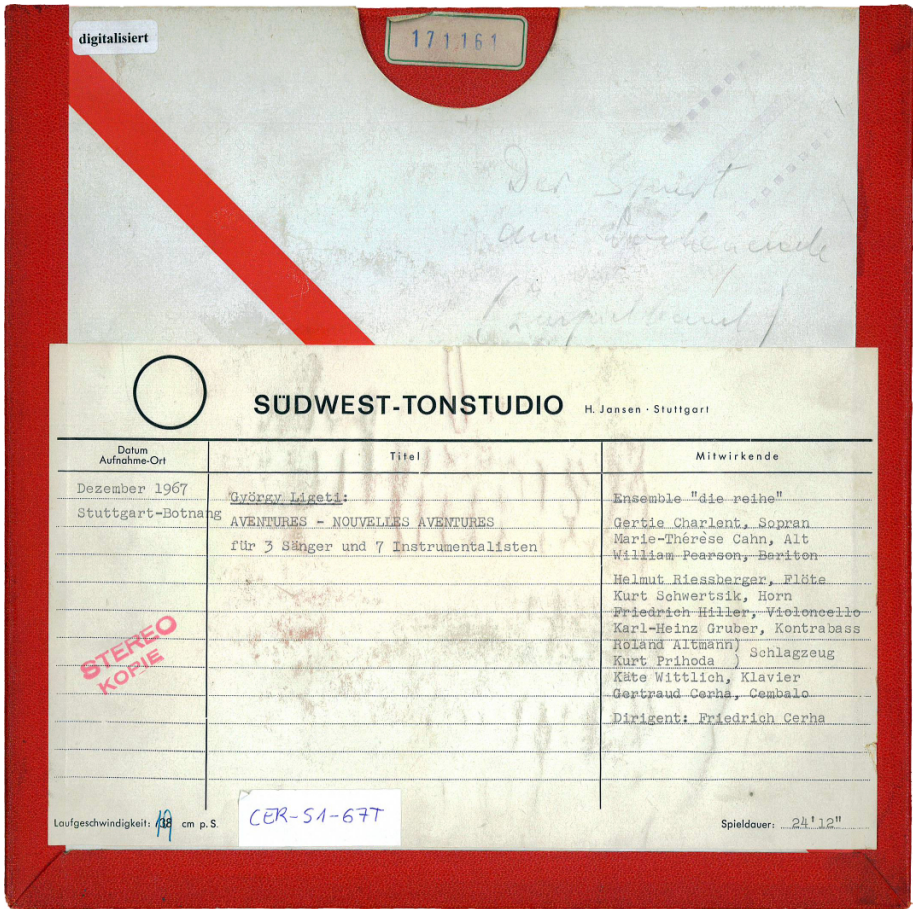 digitalisiert
171161
Der
am
SÜDWEST-TONSTUDIO H. Jansen · Stuttgart
Datum
Aufnahme-Ort
Titel
Mitwirkende
Dezember 1967
Stuttgart-Botnang
György Ligeti:
AVENTURES - NOUVELLES AVENTURES
für 3 Sänger und 7 Instrumentalisten
Ensemble "die reihe"
Gertie Charlent, Sopran
Marie-Thérèse Cahn, Alt
William Pearson, Bariton
Helmut Riessberger, Flöte
Kurt Schwertsik, Horn
Friedrich Hiller, Violoncello
Karl-Heinz Gruber, Kontrabass
Roland Altmann)
Kurt Prihoda ) Schlagzeug
Käte Wittlich, Klavier
Gertraud Cerha, Cembalo
Dirigent: Friedrich Cerha
STEREO
KOPIE
Laufgeschwindigkeit: 19 cm p. S.
CER-S1-67T
Spieldauer: 24'12"